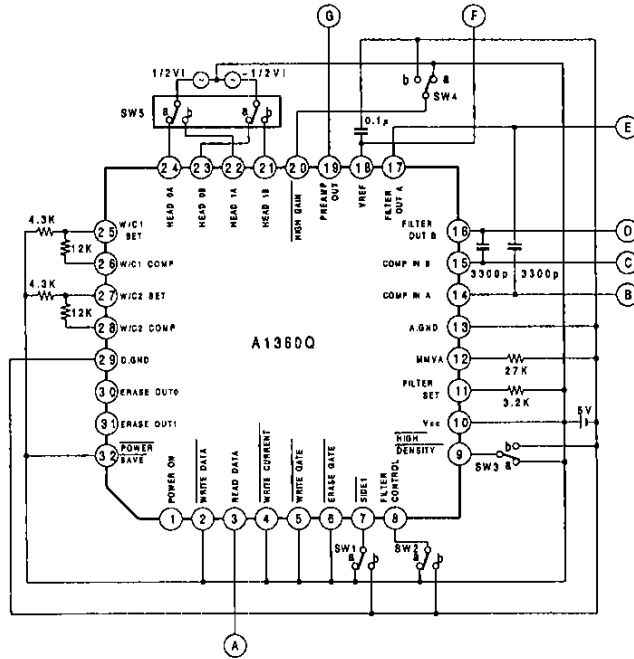 G
F
1/2VI
-1/2VI
b
a
SW4
SW5
a
b
a
b
0.1μ
E
24
23
22
21
20
19
18
17
HEAD 0A
HEAD 0B
HEAD 1A
HEAD 1B
HIGH GAIN
PREAMP OUT
VREF
FILTER OUT A
4.3K
25
W/C1 SET
12K
26
W/C1 COMP
4.3K
27
W/C2 SET
12K
28
W/C2 COMP
29
D.GND
30
ERASE OUT0
31
ERASE OUT1
32
POWER SAVE
A1360Q
FILTER OUT B
16
D
COMP IN B
15
C
3300p
3300p
COMP IN A
14
B
A.GND
13
MMVA
12
27K
FILTER SET
11
3.2K
Vcc
10
5V
HIGH DENSITY
9
SW3
b
a
POWER ON
WRITE DATA
READ DATA
WRITE CURRENT
WRITE GATE
ERASE GATE
SIDE1
FILTER CONTROL
1
2
3
4
5
6
7
8
SW1
a
b
SW2
a
b
A